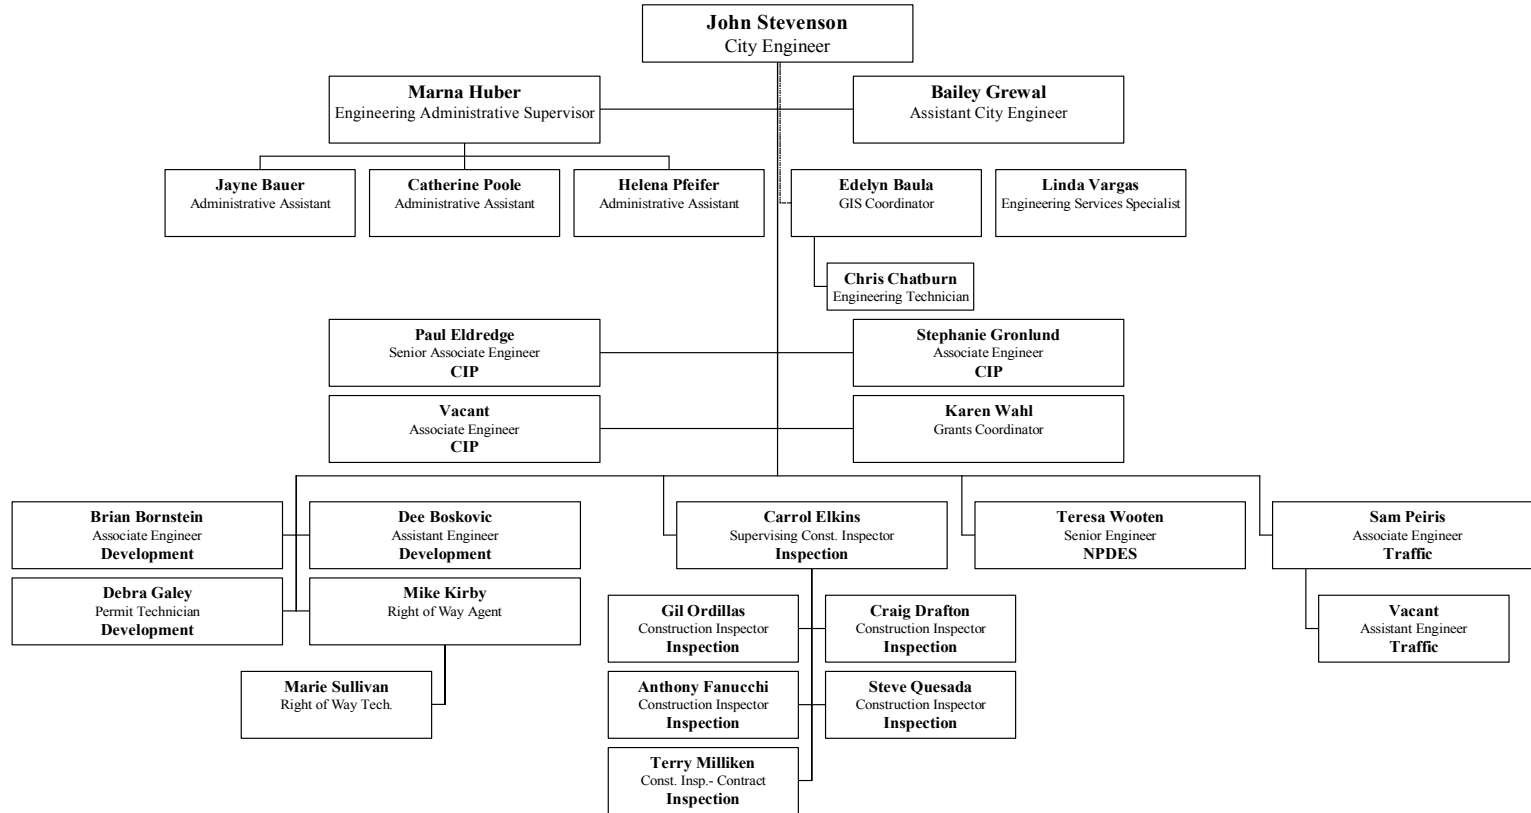 John Stevenson
City Engineer
Marna Huber
Engineering Administrative Supervisor
Bailey Grewal
Assistant City Engineer
Jayne Bauer
Administrative Assistant
Catherine Poole
Administrative Assistant
Helena Pfeifer
Administrative Assistant
Edelyn Baula
GIS Coordinator
Linda Vargas
Engineering Services Specialist
Chris Chatburn
Engineering Technician
Paul Eldredge
Senior Associate Engineer
CIP
Stephanie Gronlund
Associate Engineer
CIP
Vacant
Associate Engineer
CIP
Karen Wahl
Grants Coordinator
Brian Bornstein
Associate Engineer
Development
Dee Boskovic
Assistant Engineer
Development
Carrol Elkins
Supervising Const. Inspector
Inspection
Teresa Wooten
Senior Engineer
NPDES
Sam Peiris
Associate Engineer
Traffic
Debra Galey
Permit Technician
Development
Mike Kirby
Right of Way Agent
Gil Ordillas
Construction Inspector
Inspection
Craig Drafton
Construction Inspector
Inspection
Vacant
Assistant Engineer
Traffic
Marie Sullivan
Right of Way Tech.
Anthony Fanucchi
Construction Inspector
Inspection
Steve Quesada
Construction Inspector
Inspection
Terry Milliken
Const. Insp.- Contract
Inspection